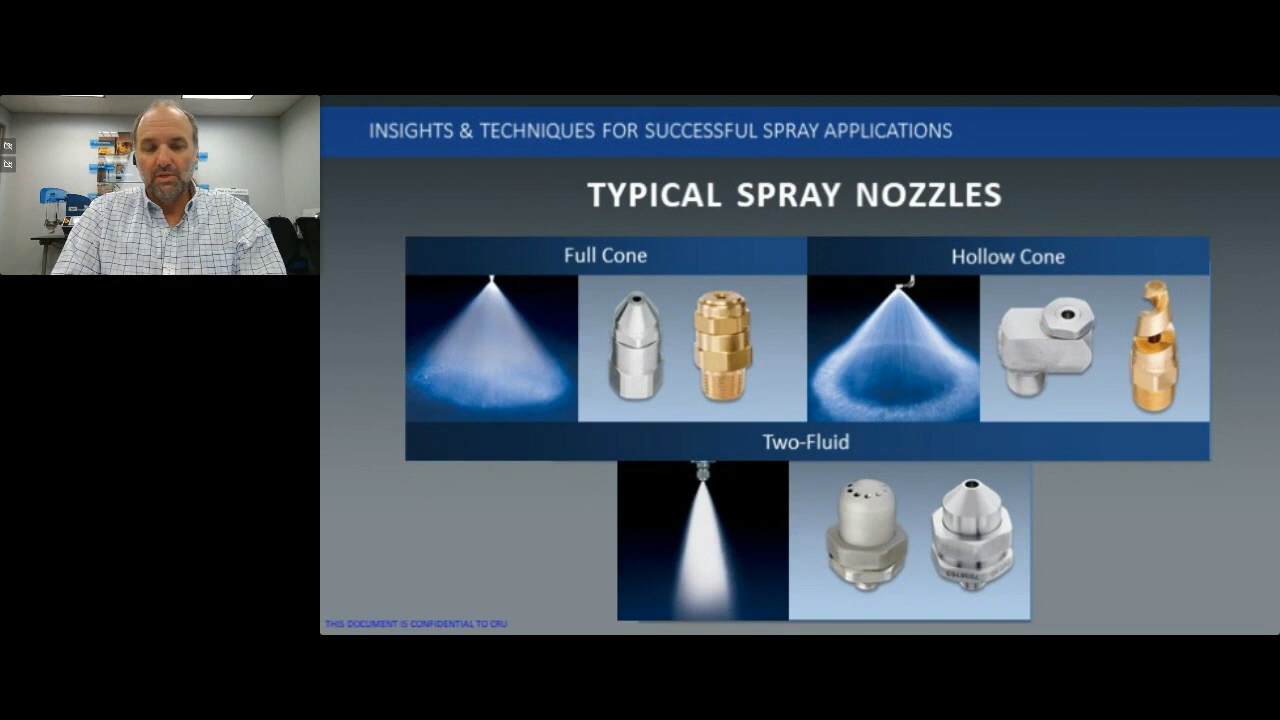 INSIGHTS & TECHNIQUES FOR SUCCESSFUL SPRAY APPLICATIONS
TYPICAL SPRAY NOZZLES
Full Cone
Hollow Cone
Two-Fluid
THIS DOCUMENT IS CONFIDENTIAL TO CRU